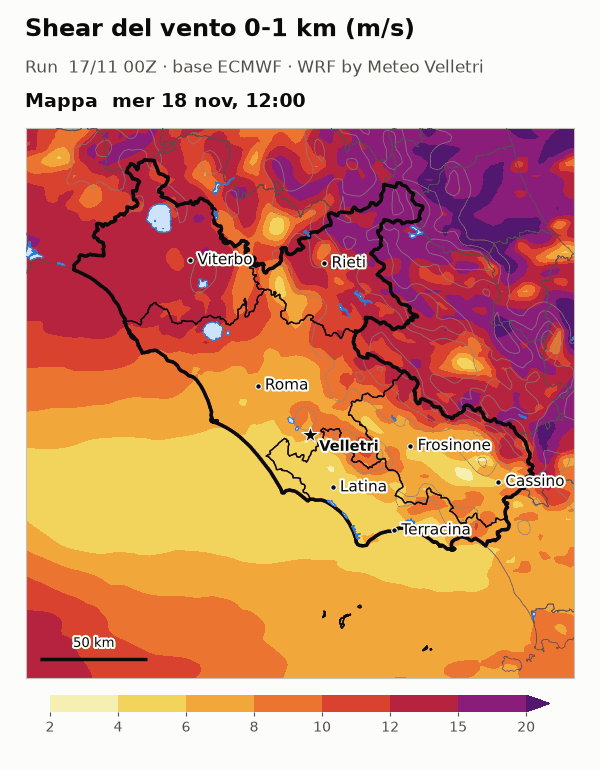 Shear del vento 0-1 km (m/s)
Run  17/11 00Z · base ECMWF · WRF by Meteo Velletri
Mappa  mer 18 nov, 12:00
Viterbo
Rieti
Roma
Velletri
Frosinone
Latina
Cassino
Terracina
50 km
2 4 6 8 10 12 15 20